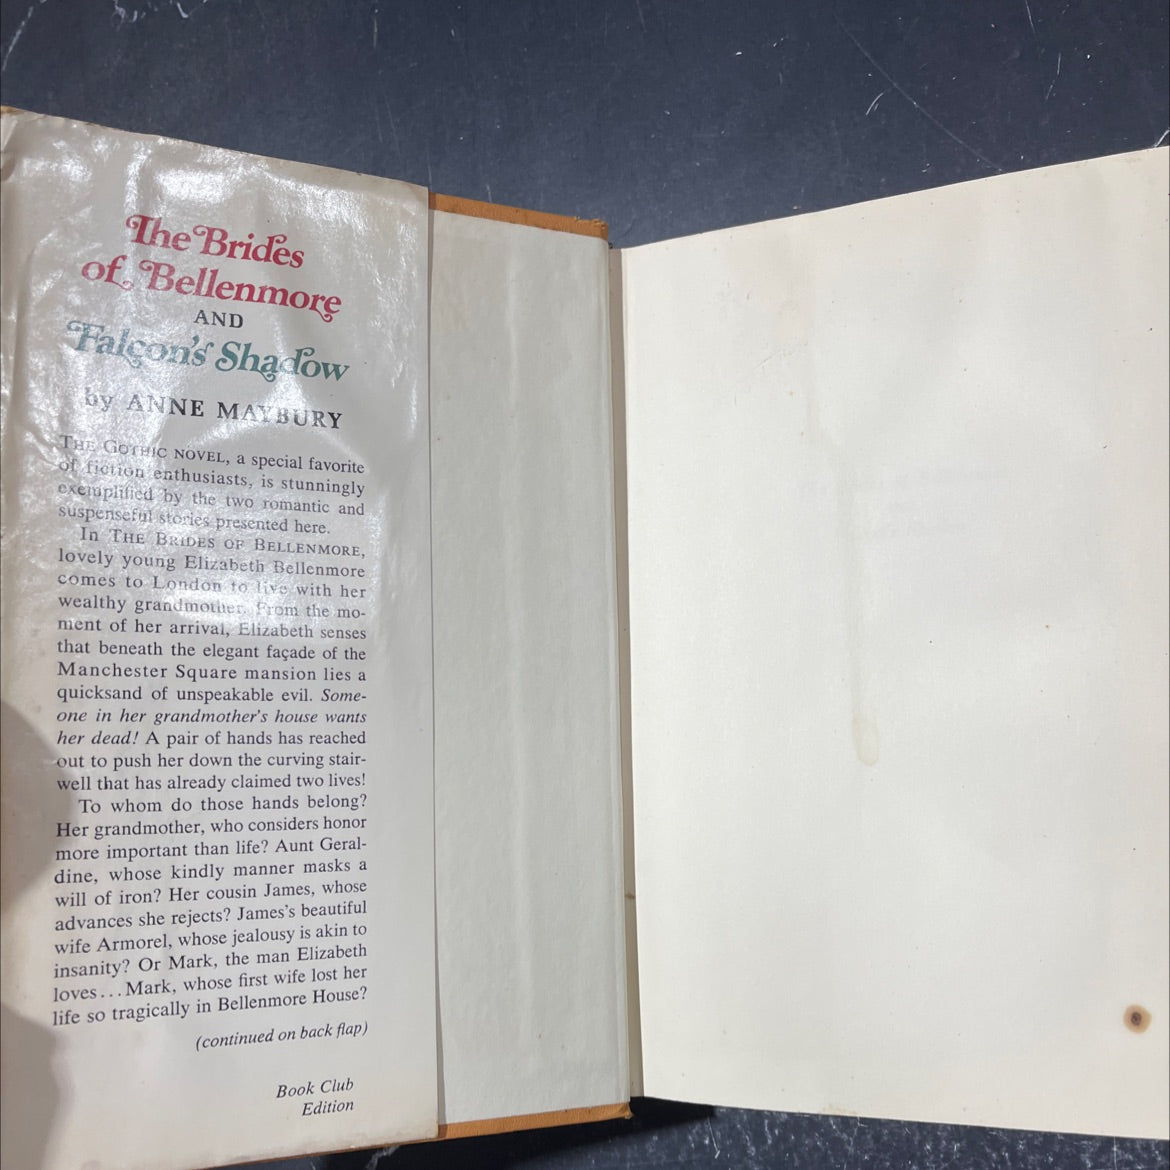 The Brides
of Bellenmore
AND
Falcon's Shadow
by ANNE MAYBURY
THE GOTHIC NOVEL, a special favorite
of fiction enthusiasts, is stunningly
exemplified by the two romantic and
suspenseful stories presented here.
In THE BRIDES OF BELLENMORE,
lovely young Elizabeth Bellenmore
comes to London to live with her
wealthy grandmother. From the mo-
ment of her arrival, Elizabeth senses
that beneath the elegant façade of the
Manchester Square mansion lies a
quicksand of unspeakable evil. Some-
one in her grandmother's house wants
her dead! A pair of hands has reached
out to push her down the curving stair-
well that has already claimed two lives!
To whom do those hands belong?
Her grandmother, who considers honor
more important than life? Aunt Geral-
dine, whose kindly manner masks a
will of iron? Her cousin James, whose
advances she rejects? James's beautiful
wife Armorel, whose jealousy is akin to
insanity? Or Mark, the man Elizabeth
loves...Mark, whose first wife lost her
life so tragically in Bellenmore House?
(continued on back flap)
Book Club
Edition